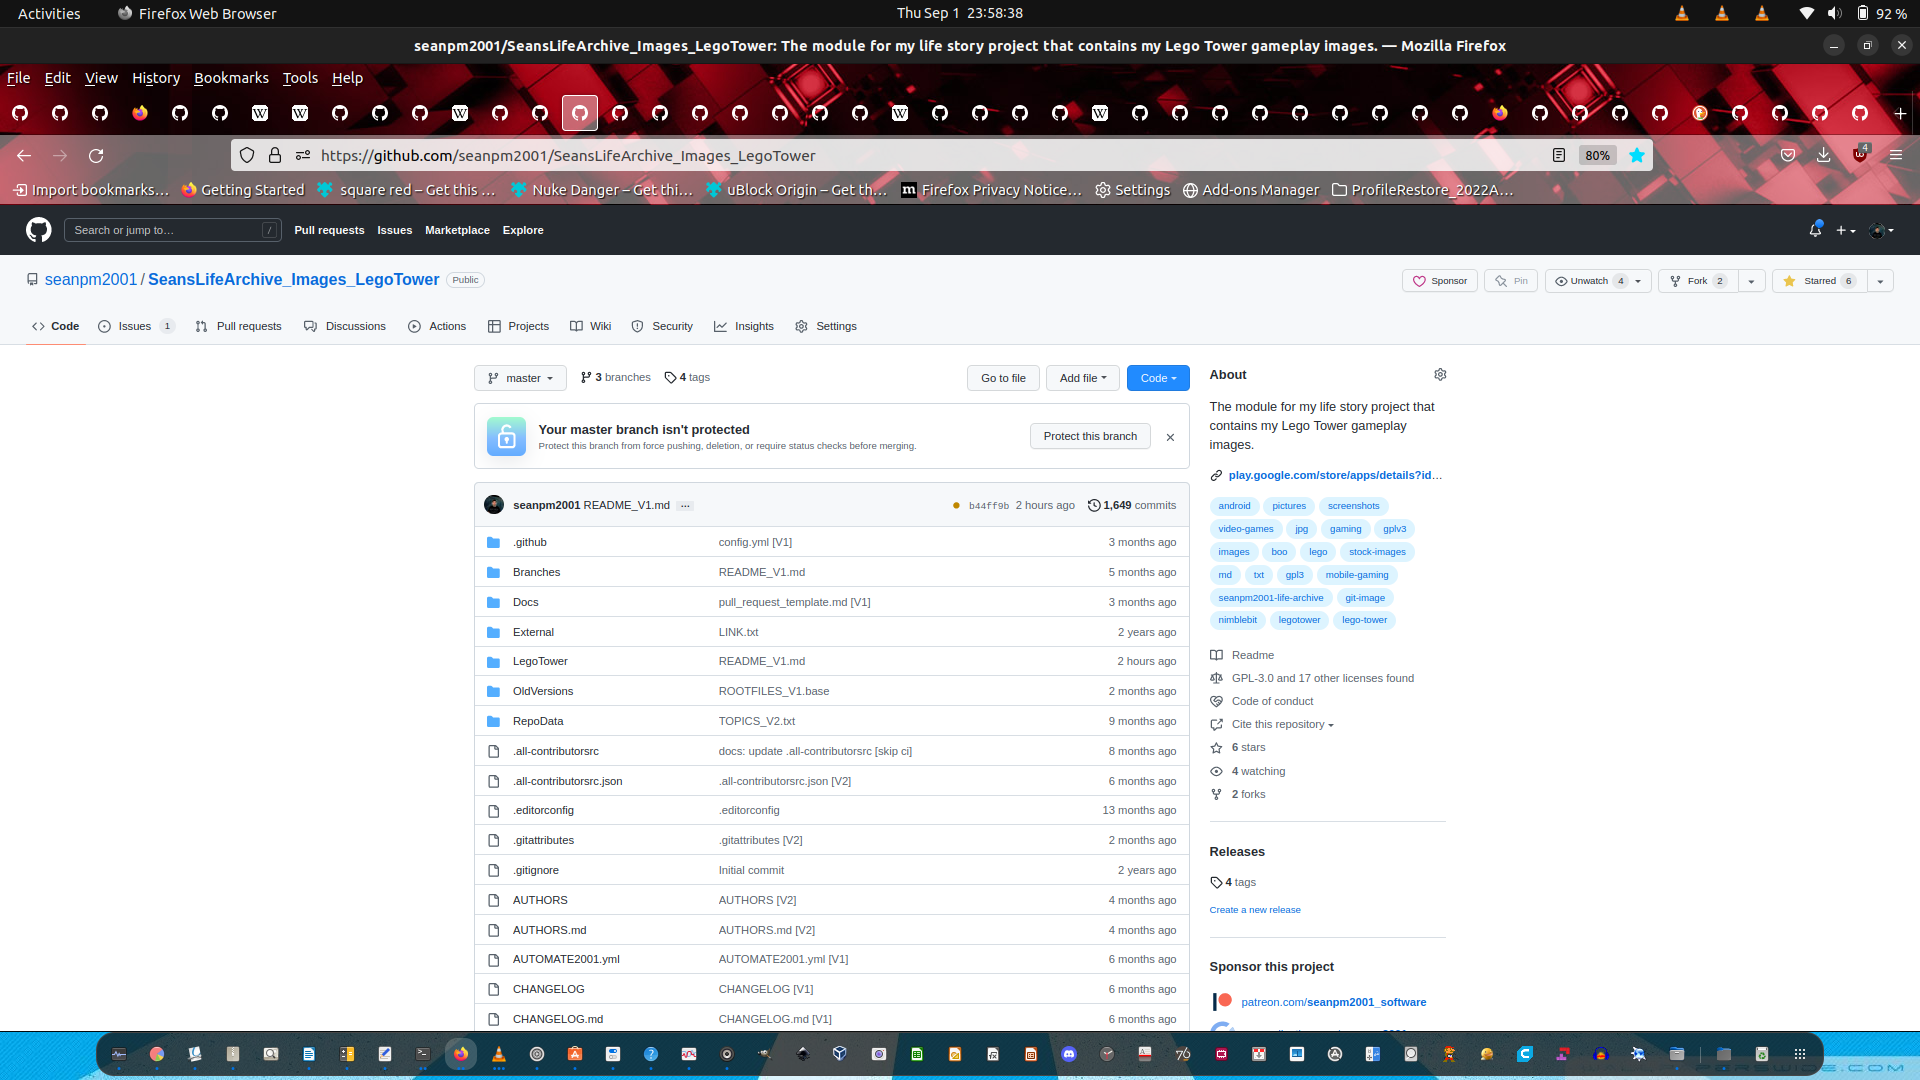 Activities
Firefox Web Browser
Thu Sep 1 23:58:38
92 %
seanpm2001/SeansLifeArchive_Images_LegoTower: The module for my life story project that contains my Lego Tower gameplay images. — Mozilla Firefox
File Edit View History Bookmarks Tools Help
https://github.com/seanpm2001/SeansLifeArchive_Images_LegoTower
80%
4
Import bookmarks… Getting Started square red – Get this … Nuke Danger – Get thi… uBlock Origin – Get th… Firefox Privacy Notice… Settings Add-ons Manager ProfileRestore_2022A…
Search or jump to… /
Pull requests Issues Marketplace Explore
seanpm2001 / SeansLifeArchive_Images_LegoTower Public
Sponsor Pin Unwatch 4 Fork 2 Starred 6
Code Issues 1 Pull requests Discussions Actions Projects Wiki Security Insights Settings
master 3 branches 4 tags
Go to file Add file Code
Your master branch isn't protected
Protect this branch from force pushing, deletion, or require status checks before merging.
Protect this branch
seanpm2001 README_V1.md … b44ff9b 2 hours ago 1,649 commits
.github config.yml [V1] 3 months ago
Branches README_V1.md 5 months ago
Docs pull_request_template.md [V1] 3 months ago
External LINK.txt 2 years ago
LegoTower README_V1.md 2 hours ago
OldVersions ROOTFILES_V1.base 2 months ago
RepoData TOPICS_V2.txt 9 months ago
.all-contributorsrc docs: update .all-contributorsrc [skip ci] 8 months ago
.all-contributorsrc.json .all-contributorsrc.json [V2] 6 months ago
.editorconfig .editorconfig 13 months ago
.gitattributes .gitattributes [V2] 2 months ago
.gitignore Initial commit 2 years ago
AUTHORS AUTHORS [V2] 4 months ago
AUTHORS.md AUTHORS.md [V2] 4 months ago
AUTOMATE2001.yml AUTOMATE2001.yml [V1] 6 months ago
CHANGELOG CHANGELOG [V1] 6 months ago
CHANGELOG.md CHANGELOG.md [V1] 6 months ago
About
The module for my life story project that
contains my Lego Tower gameplay
images.
play.google.com/store/apps/details?id…
android pictures screenshots
video-games jpg gaming gplv3
images boo lego stock-images
md txt gpl3 mobile-gaming
seanpm2001-life-archive git-image
nimblebit legotower lego-tower
Readme
GPL-3.0 and 17 other licenses found
Code of conduct
Cite this repository
6 stars
4 watching
2 forks
Releases
4 tags
Create a new release
Sponsor this project
patreon.com/seanpm2001_software